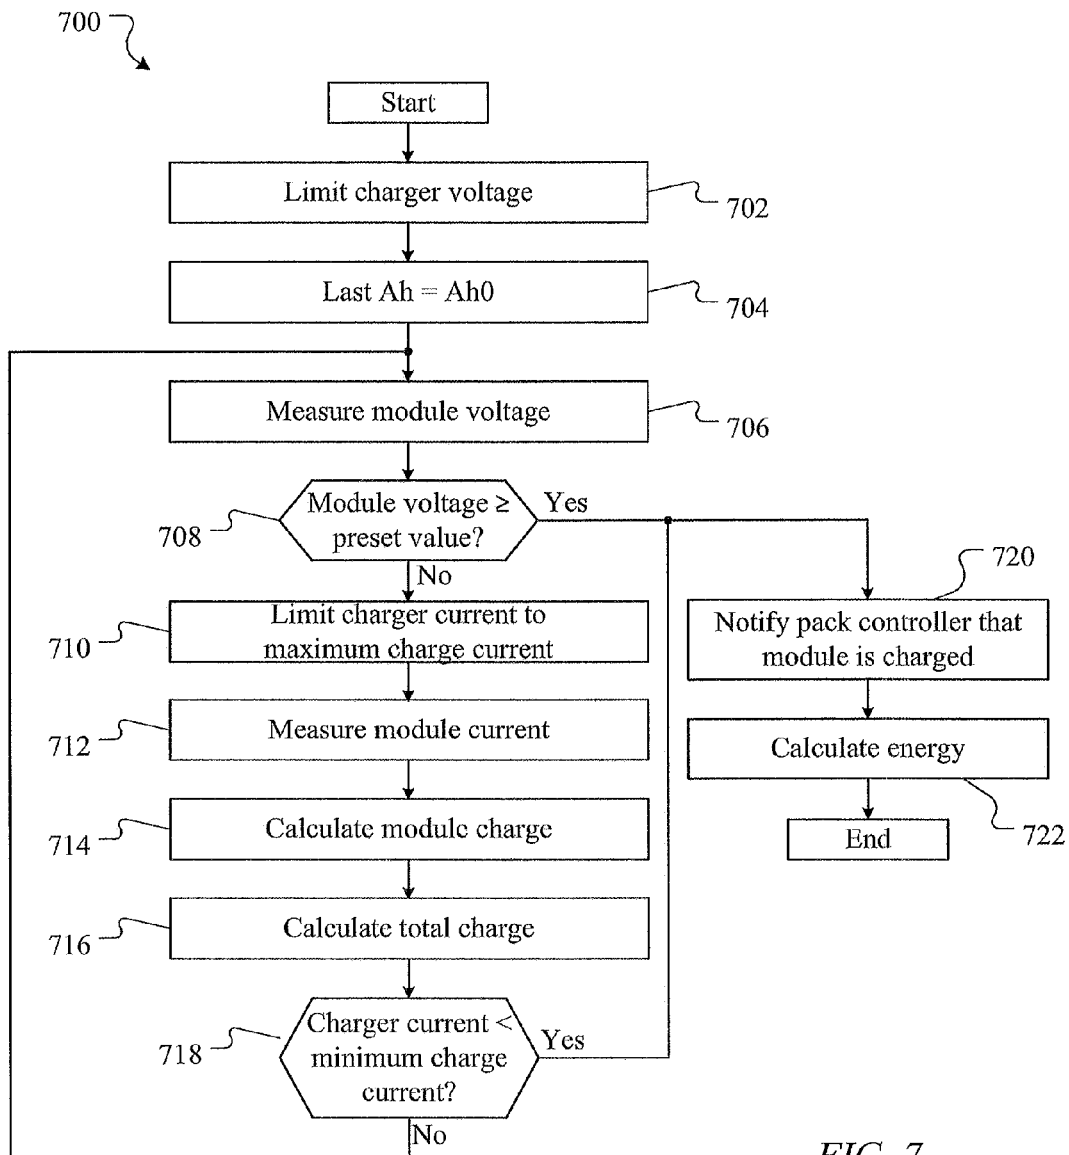 700
Start
Limit charger voltage
702
Last Ah = Ah0
704
Measure module voltage
706
Module voltage ≥
preset value?
708
Yes
No
Limit charger current to
maximum charge current
710
Measure module current
712
Calculate module charge
714
Calculate total charge
716
Charger current <
minimum charge
current?
718
Yes
No
720
Notify pack controller that
module is charged
Calculate energy
722
End
FIG. 7